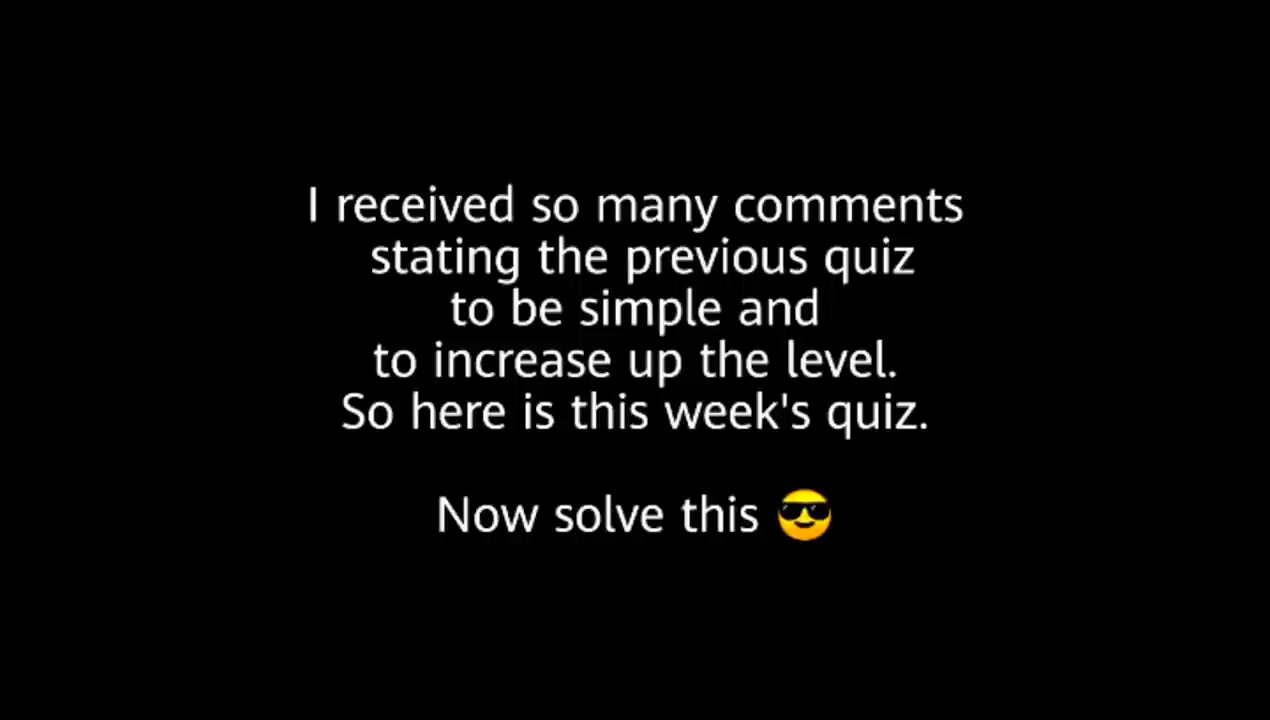 I received so many comments
stating the previous quiz
to be simple and
to increase up the level.
So here is this week's quiz.
Now solve this 😎